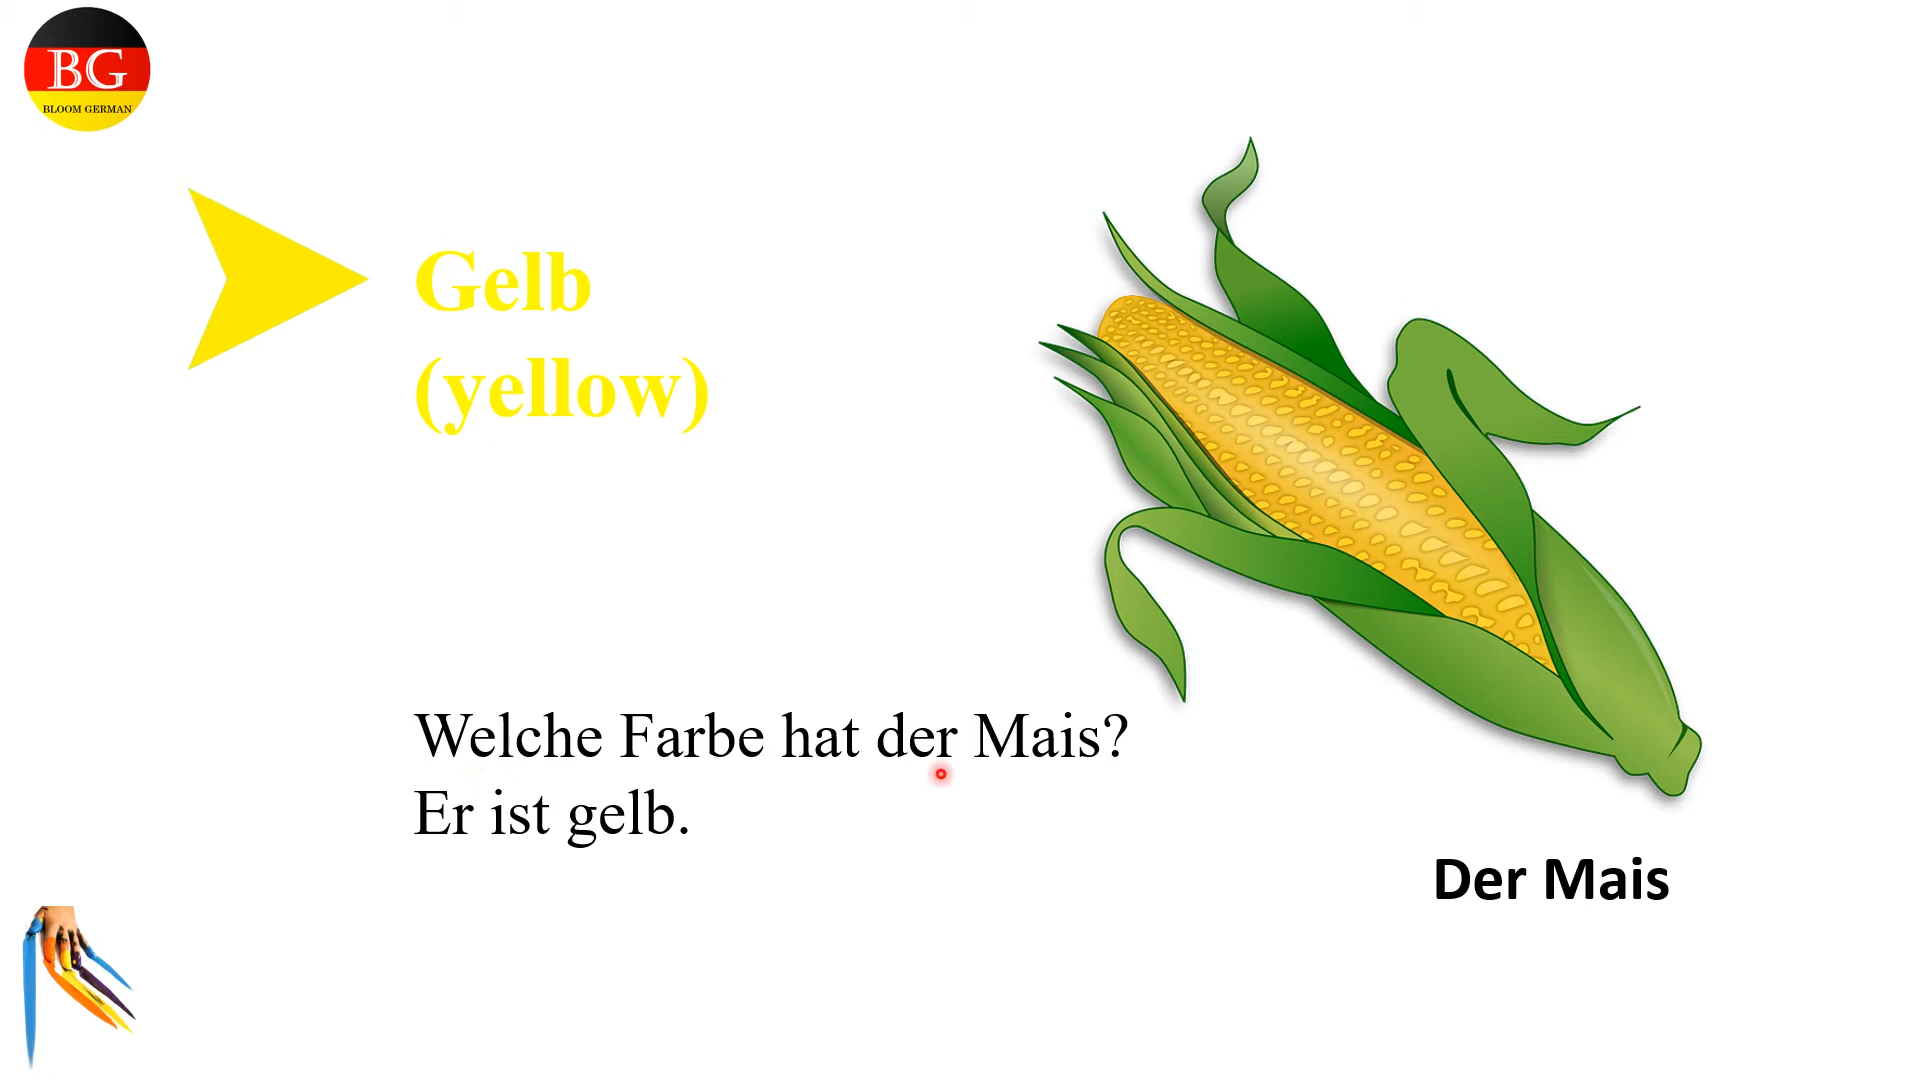 BG
BLOOM GERMAN
Gelb
(yellow)
Welche Farbe hat der Mais?
Er ist gelb.
Der Mais